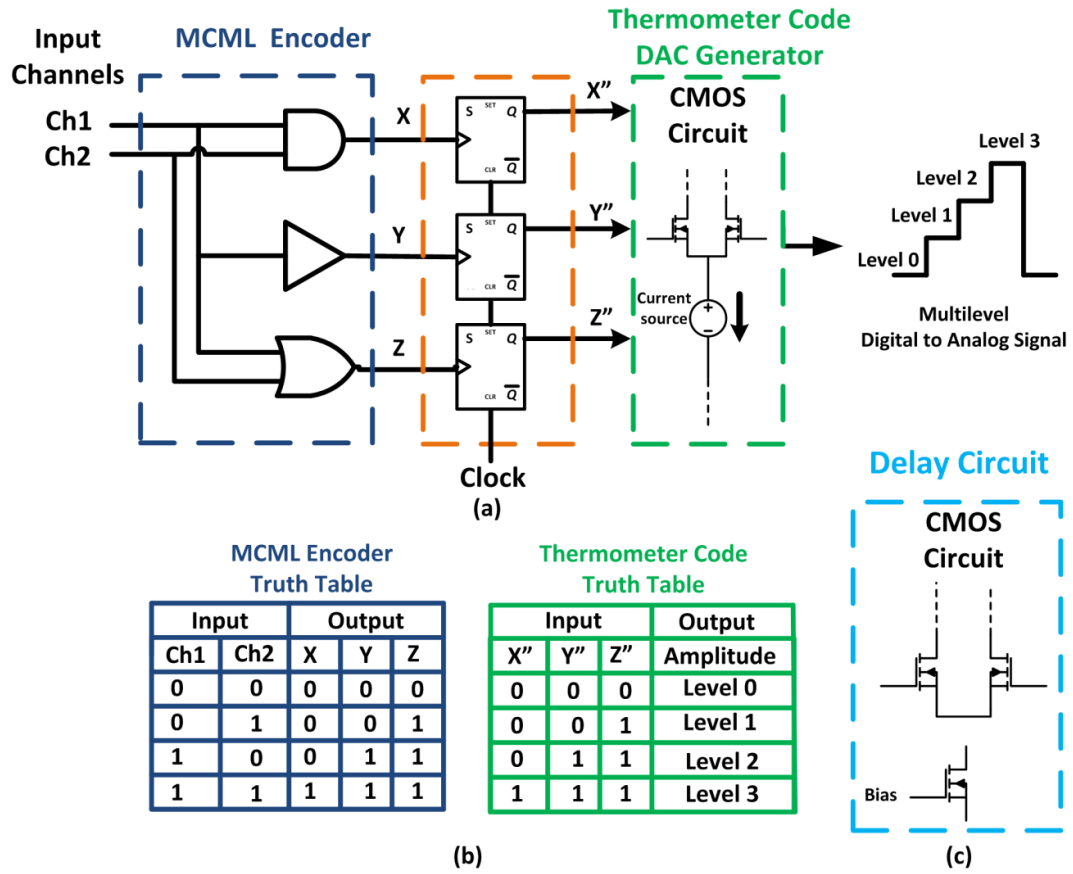 Input
Channels
Ch1
Ch2
MCML Encoder
X
Y
Z
S SET Q
CLR Q
S SET Q
CLR Q
S SET Q
CLR Q
Clock
X”
Y”
Z”
Thermometer Code
DAC Generator
CMOS
Circuit
Current
source
+
−
Level 0
Level 1
Level 2
Level 3
Multilevel
Digital to Analog Signal
(a)
MCML Encoder
Truth Table
Input Output
Ch1 Ch2 X Y Z
0 0 0 0 0
0 1 0 0 1
1 0 0 1 1
1 1 1 1 1
Thermometer Code
Truth Table
Input Output
X” Y” Z” Amplitude
0 0 0 Level 0
0 0 1 Level 1
0 1 1 Level 2
1 1 1 Level 3
(b)
Delay Circuit
CMOS
Circuit
Bias
(c)